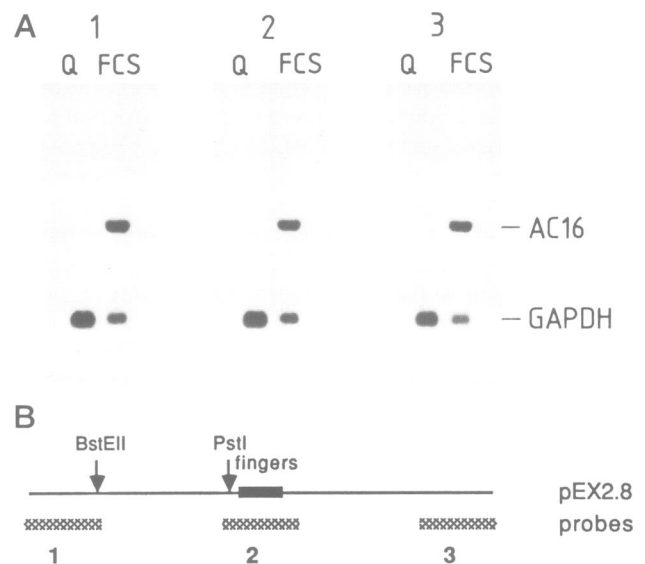 A 1 2 3
Q FCS Q FCS Q FCS
– AC16
– GAPDH
B
BstEII PstI
fingers
pEX2.8
probes
1 2 3